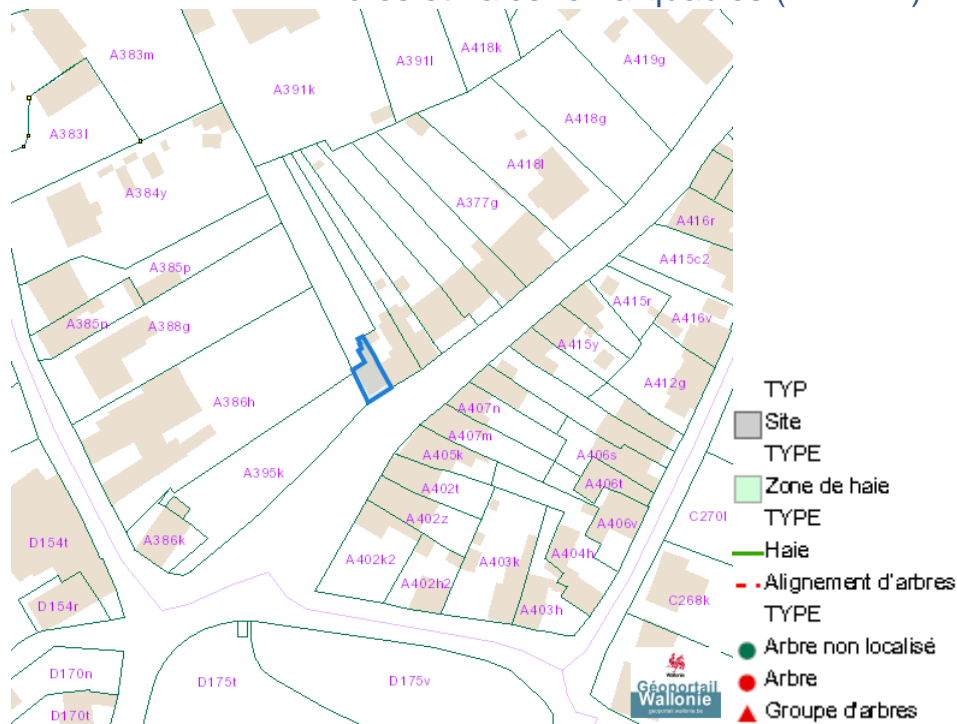 A383m
A391k
A391l
A418k
A419g
A383l
A418g
A418l
A384y
A377g
A416r
A385p
A415c2
A385n
A388g
A415r
A416v
A415y
A386h
A412g
A407n
A407m
A395k
A405k
A406s
A402t
A406t
A402z
A406v
C270l
D154t
A386k
A402k2
A403k
A404h
A402h2
D154r
A403h
C268k
D170n
D175t
D175v
D170t
Wallonie
Géoportail
Wallonie
geoportail.wallonie.be
TYP
Site
TYPE
Zone de haie
TYPE
Haie
Alignement d'arbres
TYPE
Arbre non localisé
Arbre
Groupe d'arbres